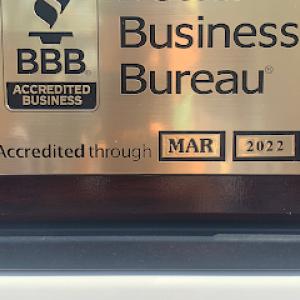 BBB®
ACCREDITED
BUSINESS
Business
Bureau®
Accredited through MAR 2022